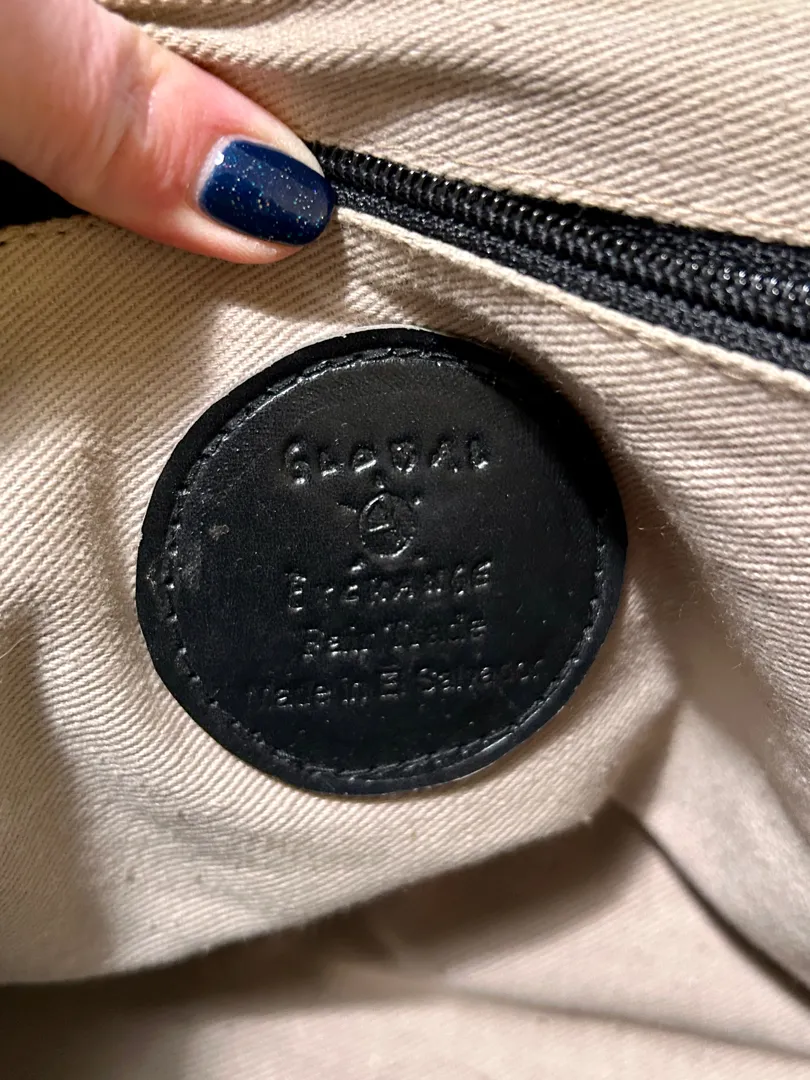 GLOBAL
EXCHANGE
Fair Trade
Made in El Salvador